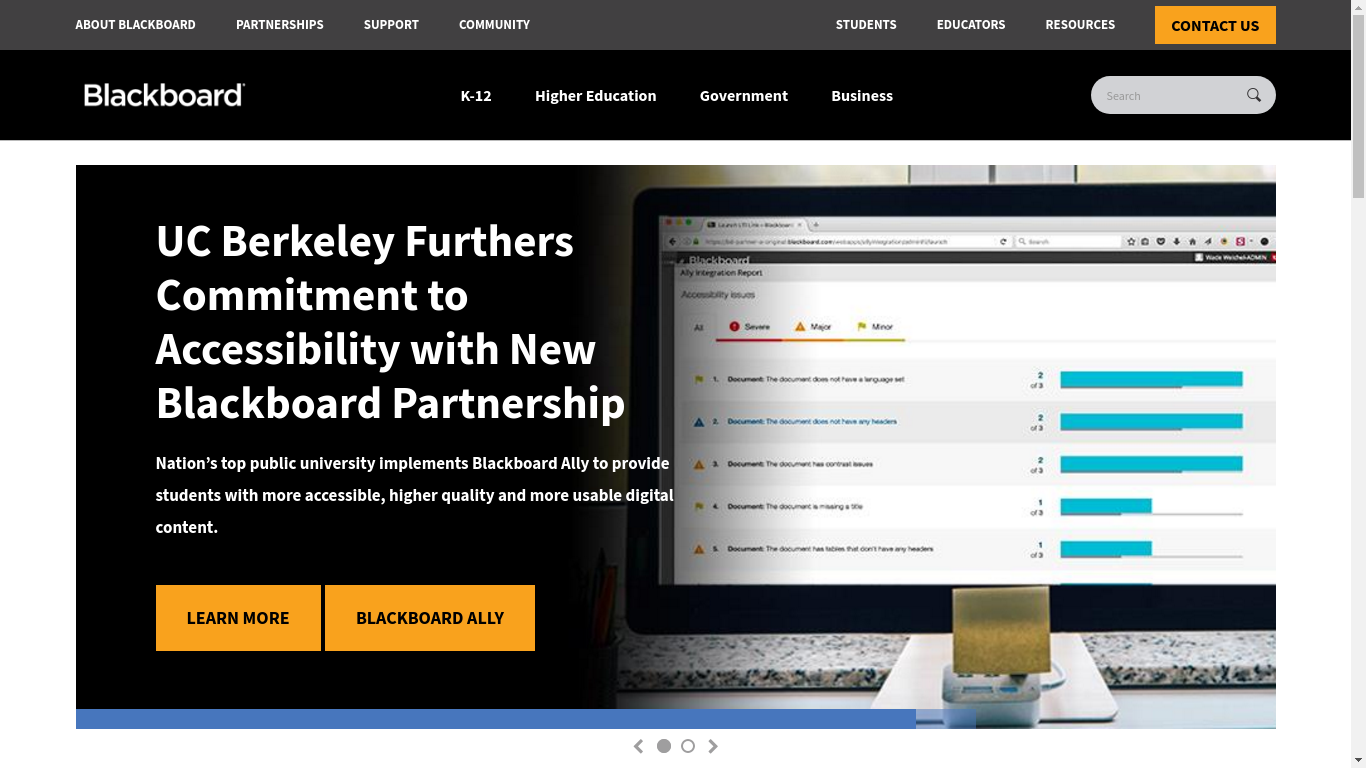 ABOUT BLACKBOARD PARTNERSHIPS SUPPORT COMMUNITY STUDENTS EDUCATORS RESOURCES CONTACT US
Blackboard
K-12 Higher Education Government Business
Search
UC Berkeley Furthers
Commitment to
Accessibility with New
Blackboard Partnership
Nation’s top public university implements Blackboard Ally to provide
students with more accessible, higher quality and more usable digital
content.
LEARN MORE BLACKBOARD ALLY
Launch LTI Link – Blackboard
Search
Blackboard
Ally Integration Report
Accessibility issues
All Severe Major Minor
1. Document: The document does not have a language set 2 of 3
2. Document: The document does not have any headers 2 of 3
3. Document: The document has contrast issues 2 of 3
4. Document: The document is missing a title 1 of 3
5. Document: The document has tables that don't have any headers 1 of 3